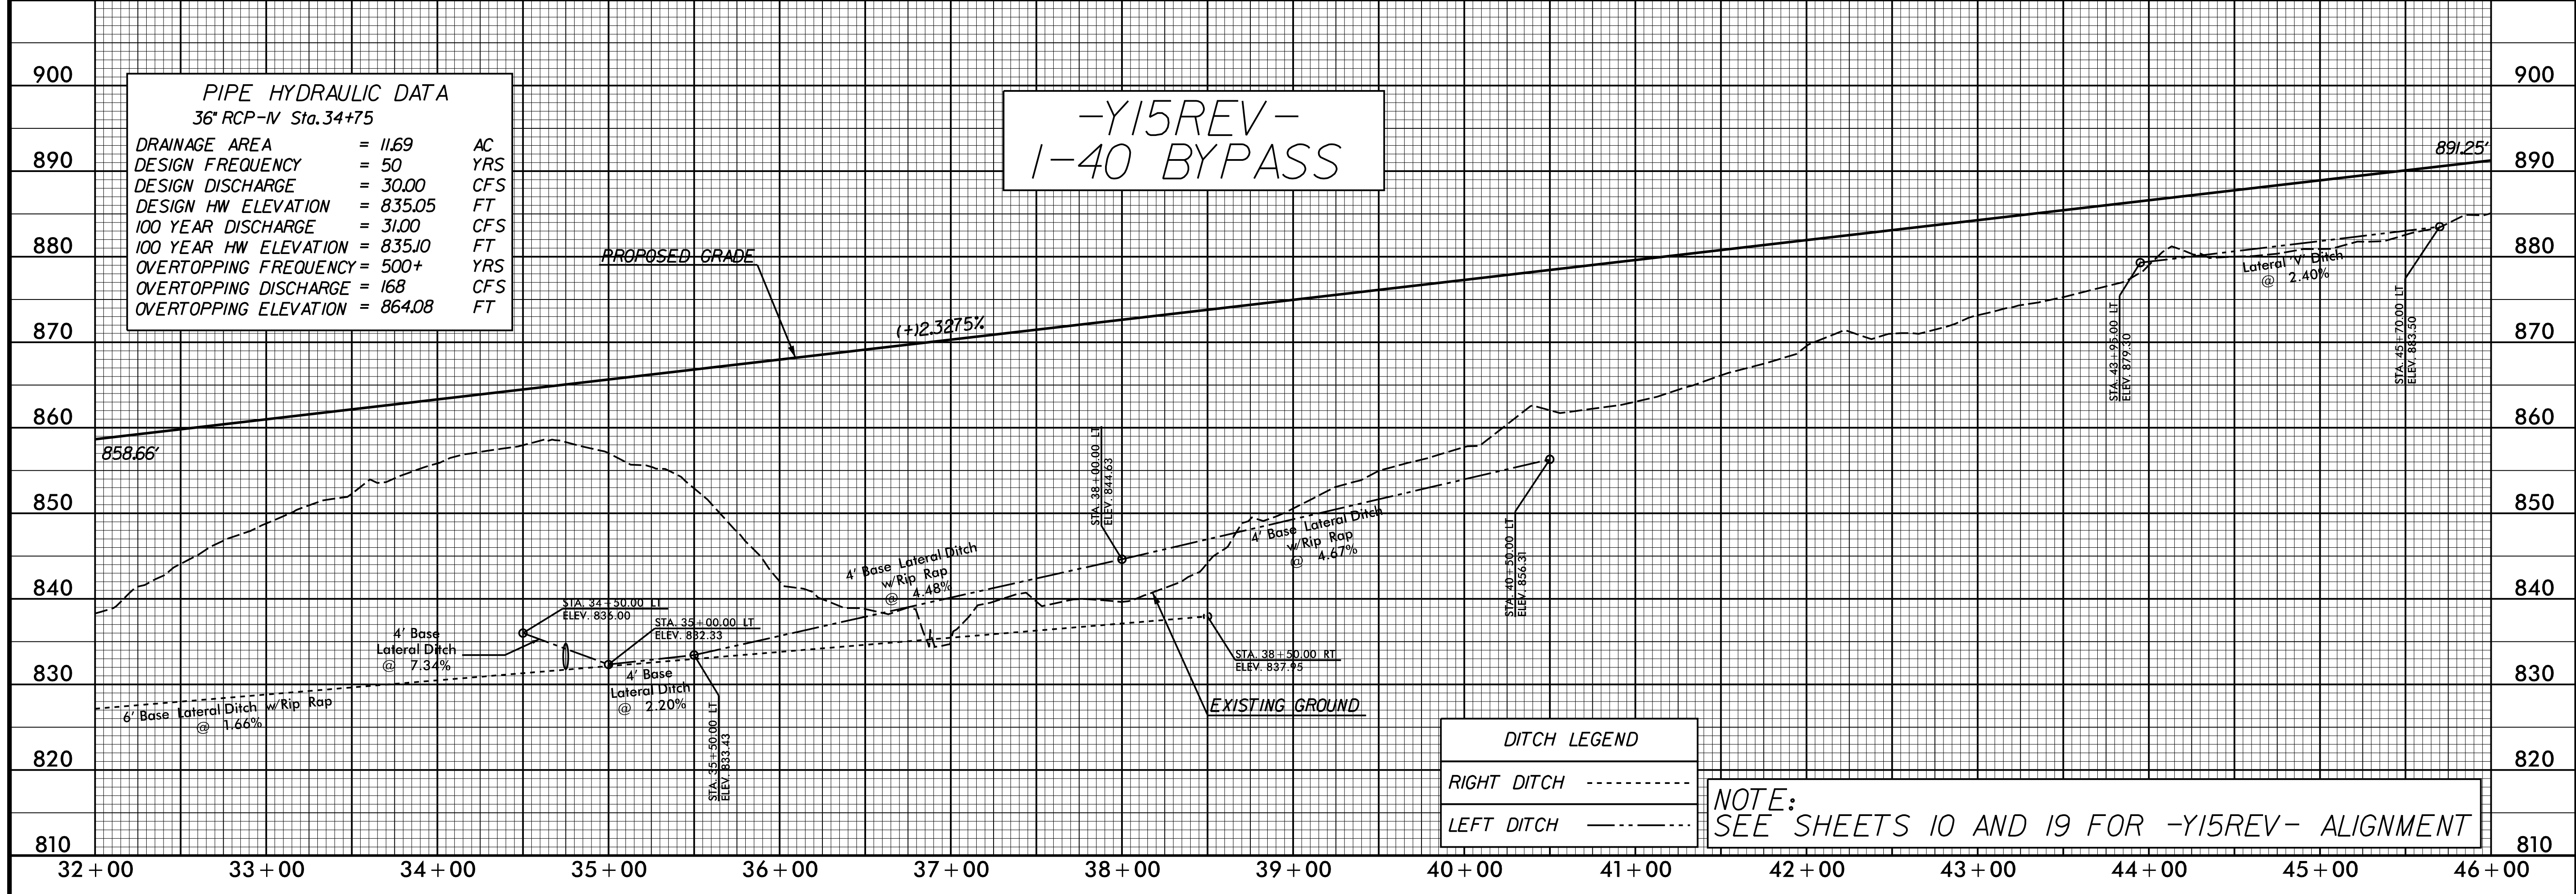 900
890
880
870
860
850
840
830
820
810
PIPE HYDRAULIC DATA
36" RCP-IV Sta. 34+75
DRAINAGE AREA = 11.69 AC
DESIGN FREQUENCY = 50 YRS
DESIGN DISCHARGE = 30.00 CFS
DESIGN HW ELEVATION = 835.05 FT
100 YEAR DISCHARGE = 31.00 CFS
100 YEAR HW ELEVATION = 835.10 FT
OVERTOPPING FREQUENCY = 500+ YRS
OVERTOPPING DISCHARGE = 168 CFS
OVERTOPPING ELEVATION = 864.08 FT
-Y15REV-
I-40 BYPASS
PROPOSED GRADE
(+)2.3275%
858.66'
891.25'
STA. 34+50.00 LT
ELEV. 836.00
STA. 35+00.00 LT
ELEV. 832.33
4' Base
Lateral Ditch
@ 7.34%
4' Base
Lateral Ditch
@ 2.20%
6' Base Lateral Ditch w/Rip Rap
@ 1.66%
STA. 35+50.00 LT
ELEV. 833.43
4' Base Lateral Ditch
w/Rip Rap
@ 4.48%
STA. 38+00.00 LT
ELEV. 844.63
4' Base Lateral Ditch
w/Rip Rap
@ 4.67%
STA. 38+50.00 RT
ELEV. 837.95
EXISTING GROUND
STA. 40+50.00 LT
ELEV. 856.31
STA. 43+95.00 LT
ELEV. 879.30
Lateral 'V' Ditch
@ 2.40%
STA. 45+70.00 LT
ELEV. 883.50
DITCH LEGEND
RIGHT DITCH
LEFT DITCH
NOTE:
SEE SHEETS 10 AND 19 FOR -Y15REV- ALIGNMENT
900
890
880
870
860
850
840
830
820
810
32+00 33+00 34+00 35+00 36+00 37+00 38+00 39+00 40+00 41+00 42+00 43+00 44+00 45+00 46+00